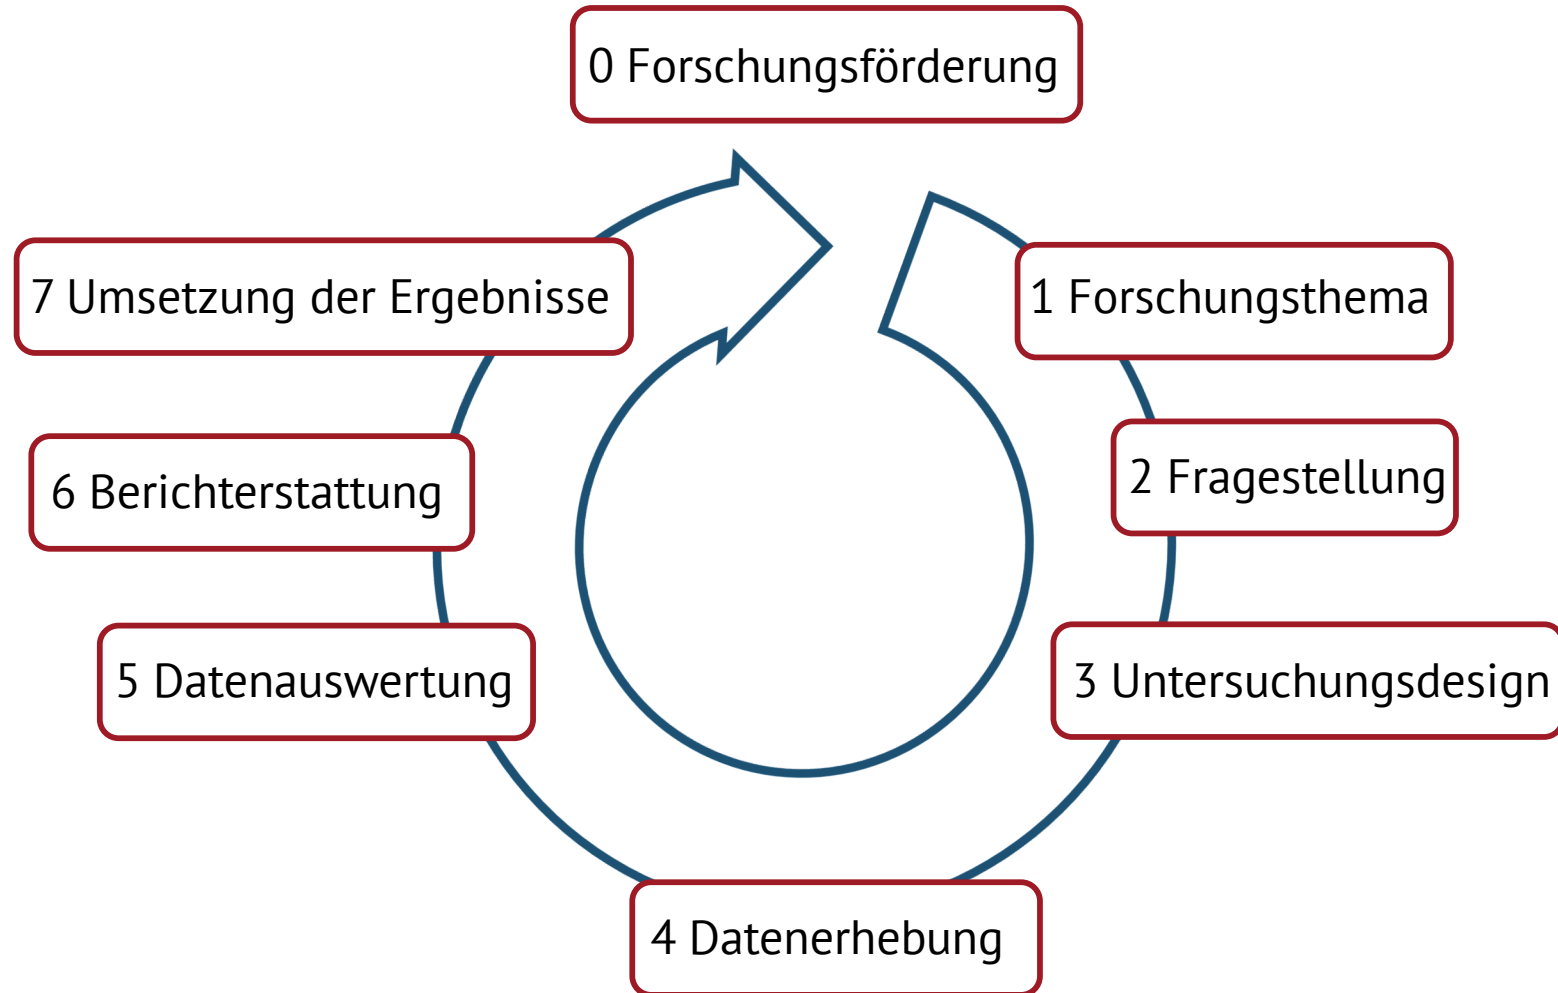 0 Forschungsförderung
1 Forschungsthema
2 Fragestellung
3 Untersuchungsdesign
4 Datenerhebung
5 Datenauswertung
6 Berichterstattung
7 Umsetzung der Ergebnisse